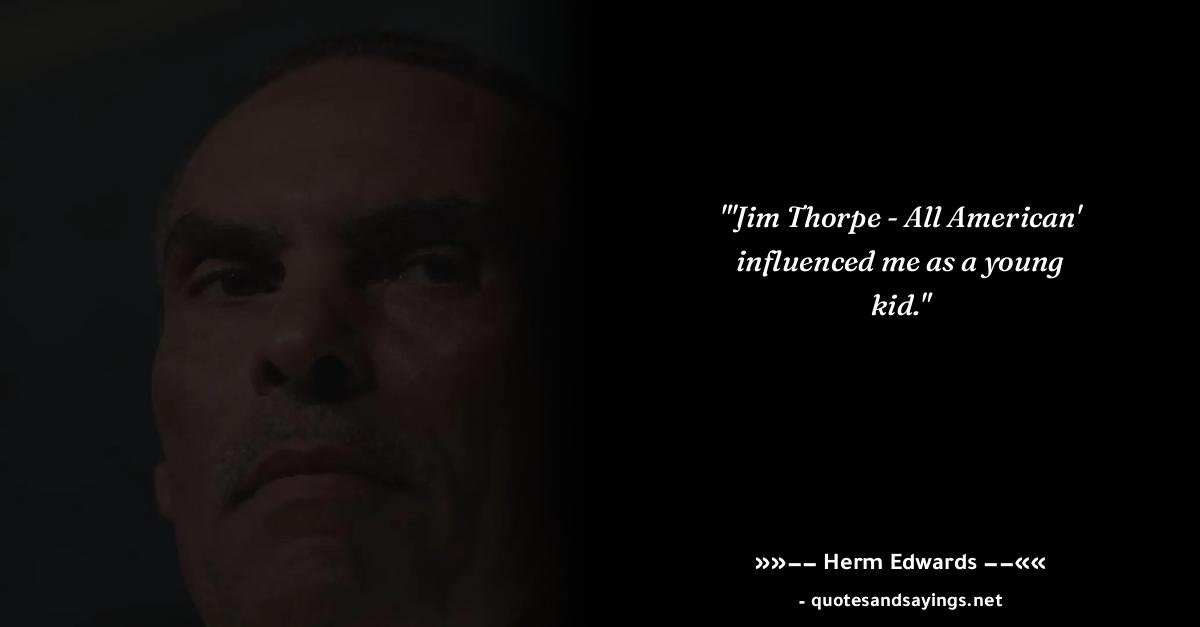 "'Jim Thorpe - All American'
influenced me as a young
kid."
»»−− Herm Edwards −−««
- quotesandsayings.net